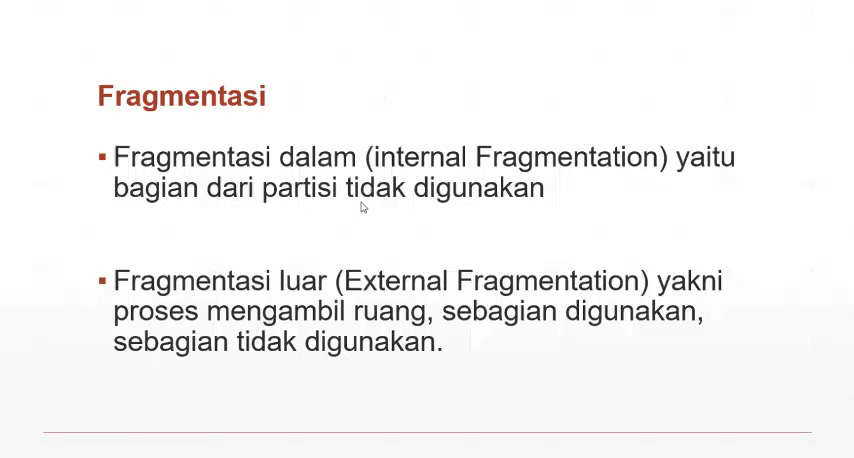 Fragmentasi
▪ Fragmentasi dalam (internal Fragmentation) yaitu
bagian dari partisi tidak digunakan
▪ Fragmentasi luar (External Fragmentation) yakni
proses mengambil ruang, sebagian digunakan,
sebagian tidak digunakan.